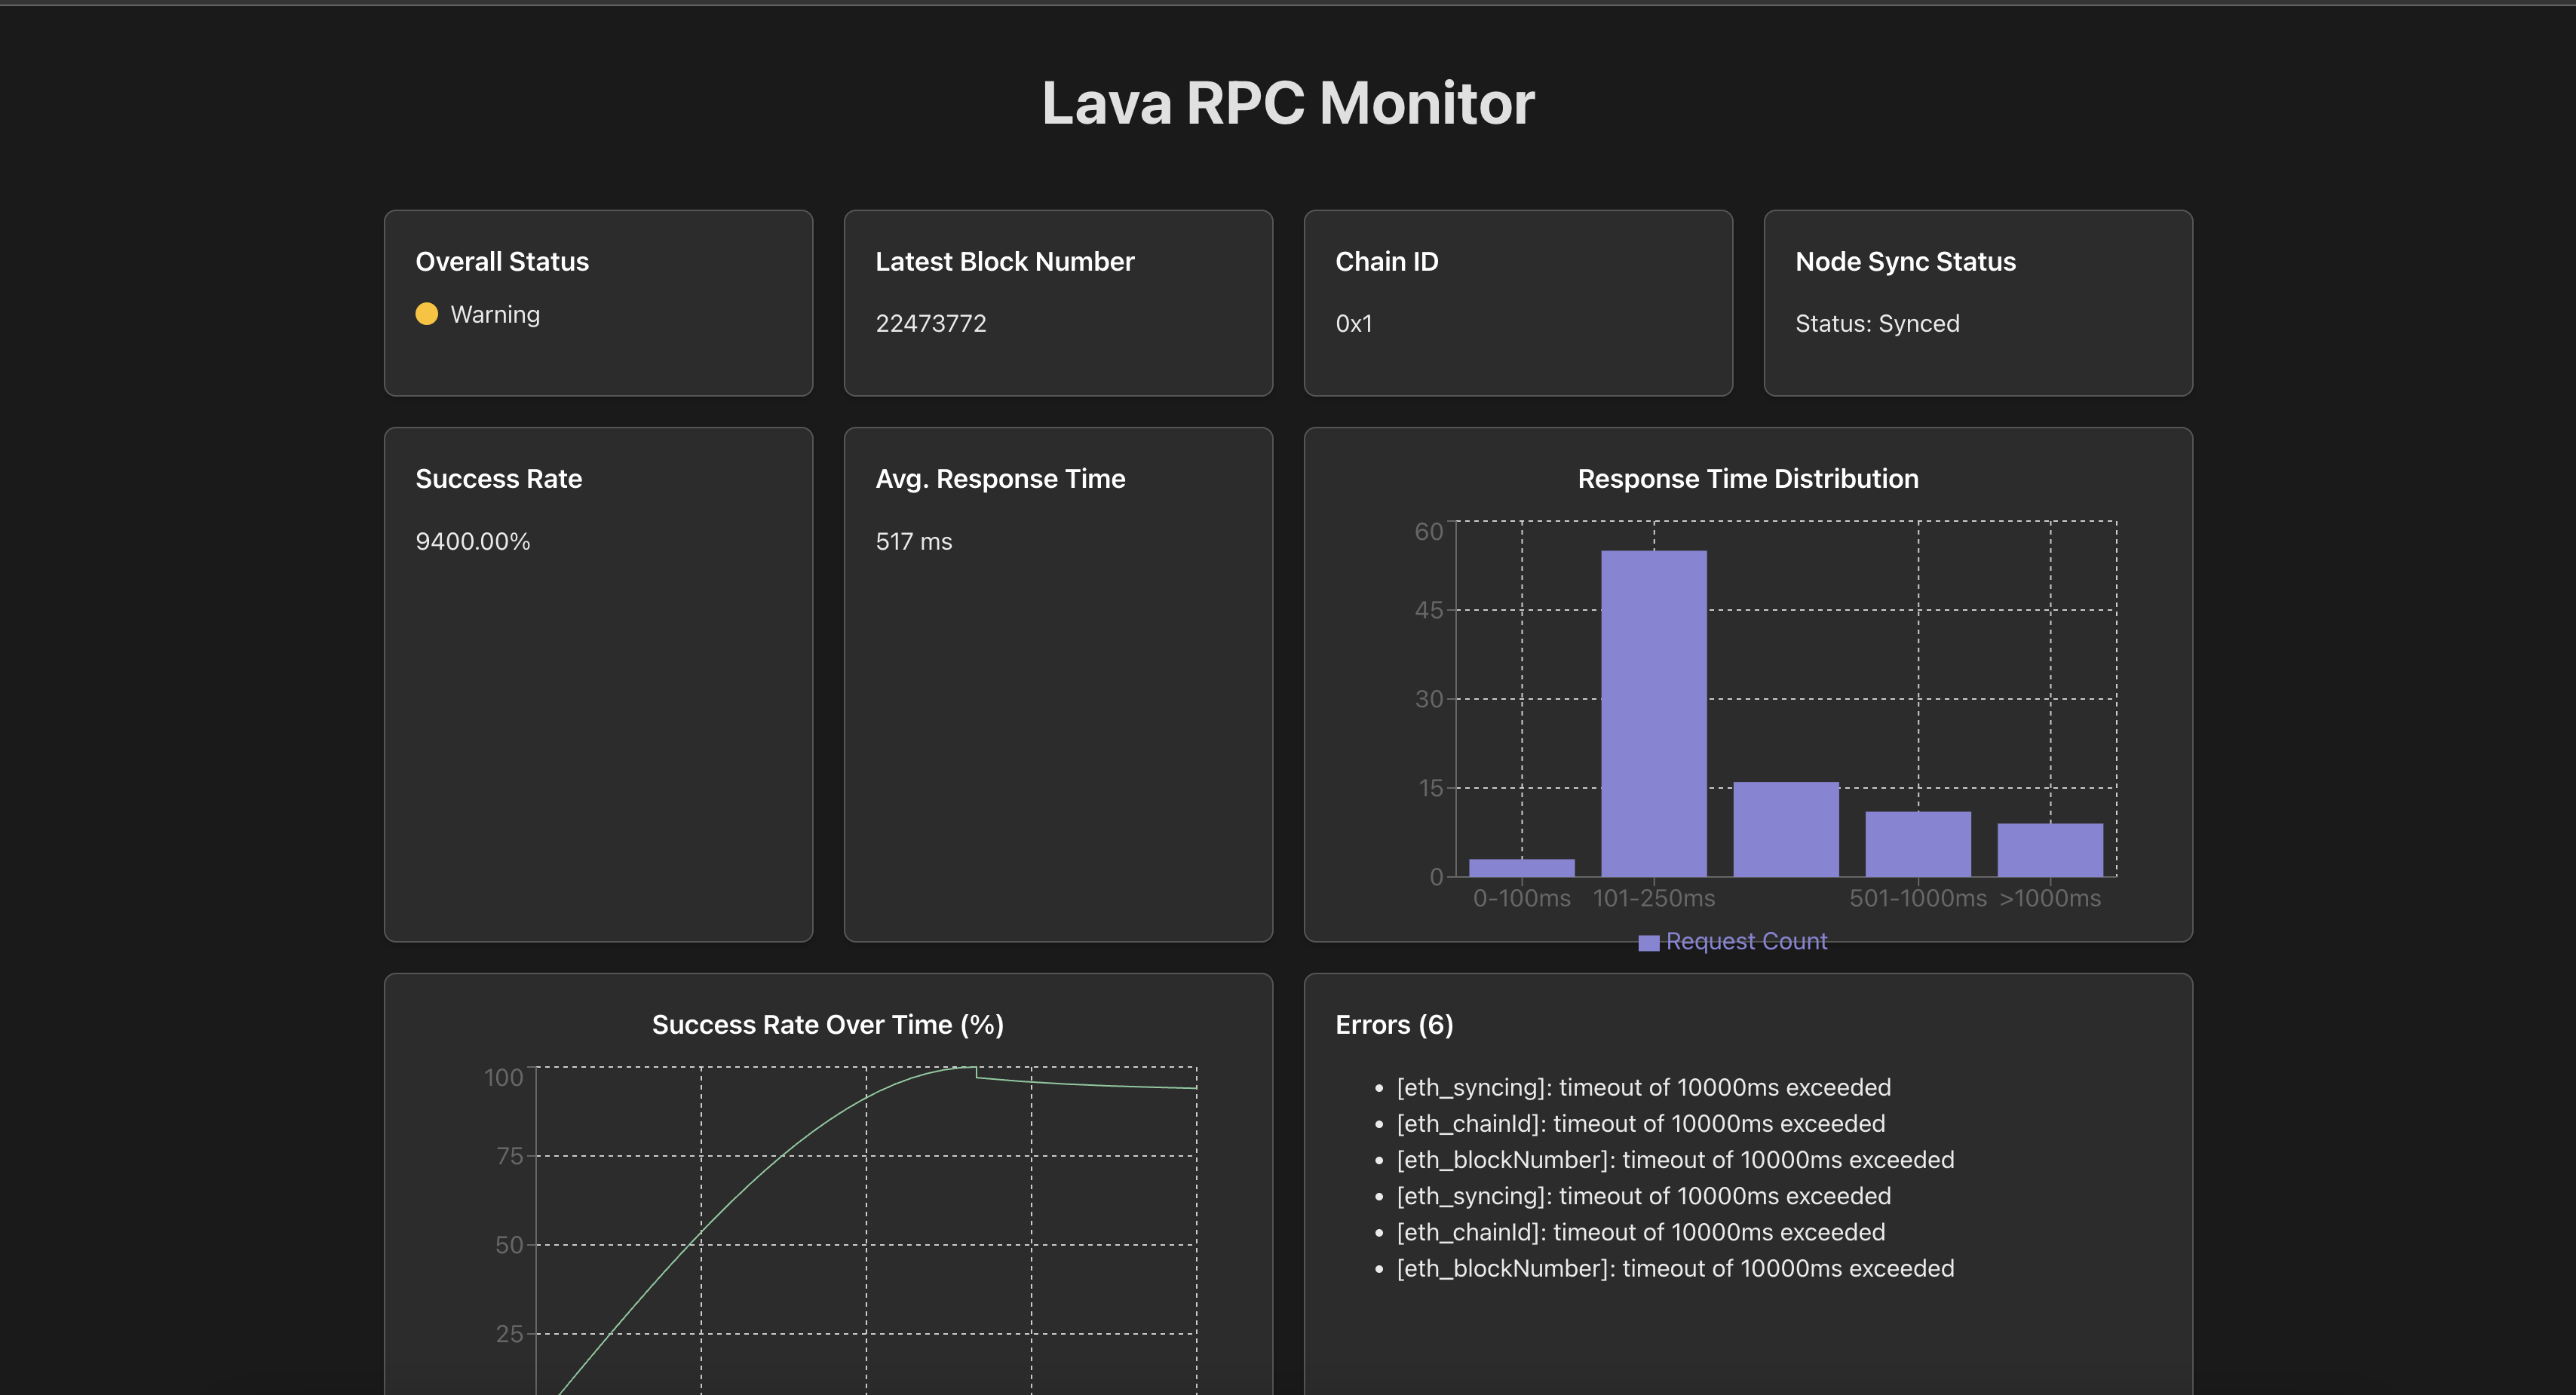 Lava RPC Monitor
Overall Status
Warning
Latest Block Number
22473772
Chain ID
0x1
Node Sync Status
Status: Synced
Success Rate
9400.00%
Avg. Response Time
517 ms
Response Time Distribution
60
45
30
15
0
0-100ms 101-250ms 501-1000ms >1000ms
Request Count
Success Rate Over Time (%)
100
75
50
25
Errors (6)
[eth_syncing]: timeout of 10000ms exceeded
[eth_chainId]: timeout of 10000ms exceeded
[eth_blockNumber]: timeout of 10000ms exceeded
[eth_syncing]: timeout of 10000ms exceeded
[eth_chainId]: timeout of 10000ms exceeded
[eth_blockNumber]: timeout of 10000ms exceeded